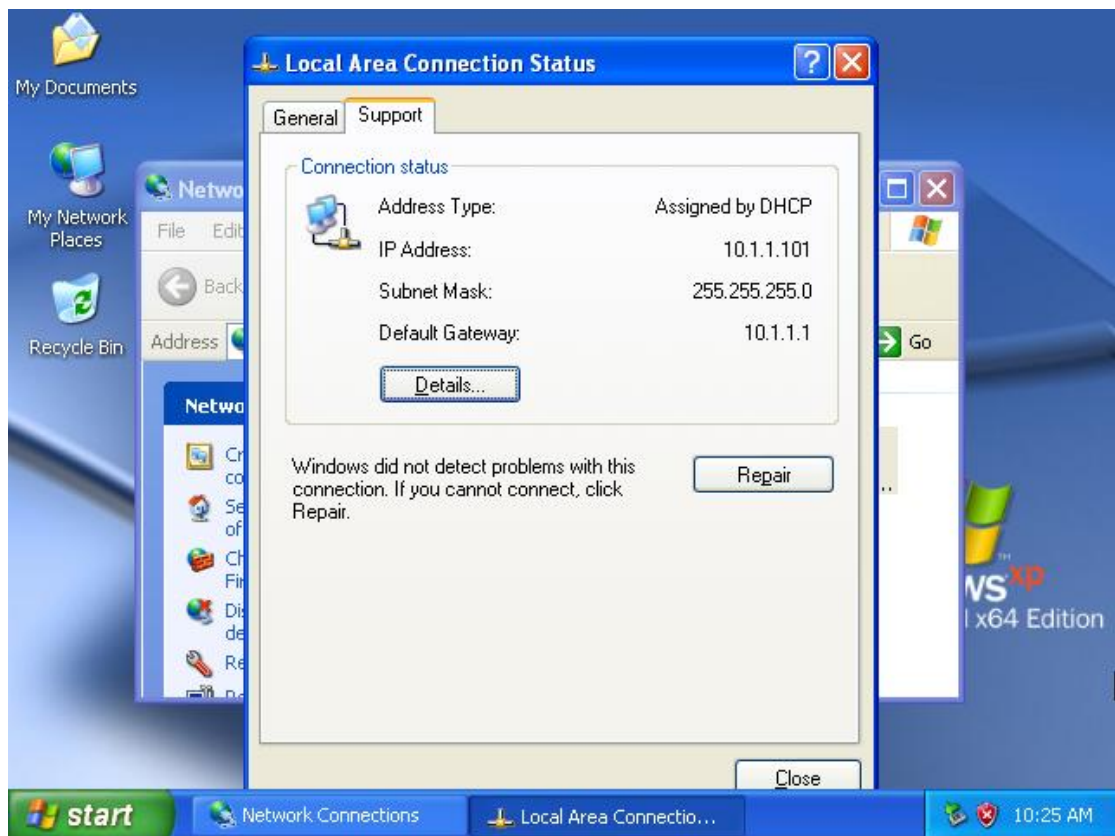 My Documents
My Network
Places
Recycle Bin
Local Area Connection Status
General
Support
Connection status
Address Type:
Assigned by DHCP
IP Address:
10.1.1.101
Subnet Mask:
255.255.255.0
Default Gateway:
10.1.1.1
Details...
Windows did not detect problems with this
connection. If you cannot connect, click
Repair.
Repair
Close
File
Back
Address
Go
xp
x64 Edition
start
Network Connections
Local Area Connectio...
10:25 AM